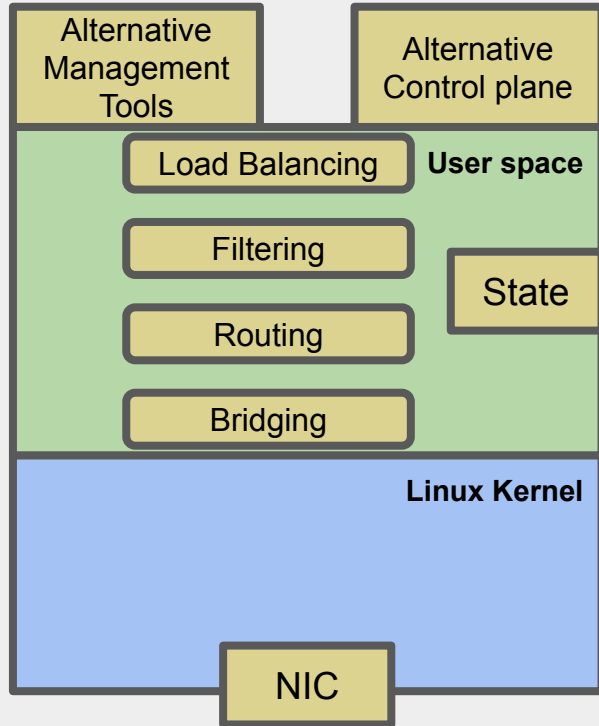 Alternative
Management
Tools
Alternative
Control plane
Load Balancing
User space
Filtering
State
Routing
Bridging
Linux Kernel
NIC